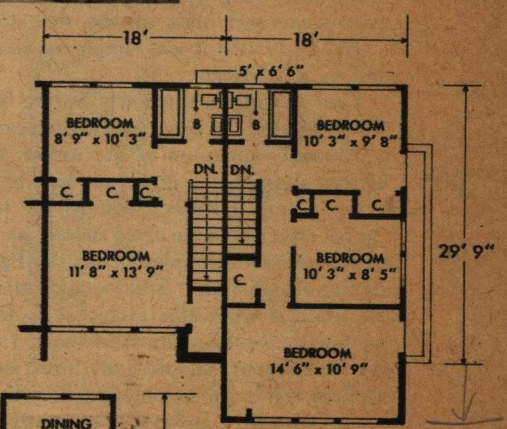 18' 18'
5' x 6' 6"
BEDROOM
8' 9" x 10' 3"
B B
BEDROOM
10' 3" x 9' 8"
DN. DN.
C. C. C.
C. C. C.
BEDROOM
11' 8" x 13' 9"
C.
BEDROOM
10' 3" x 8' 5"
29' 9"
BEDROOM
14' 6" x 10' 9"
DINING